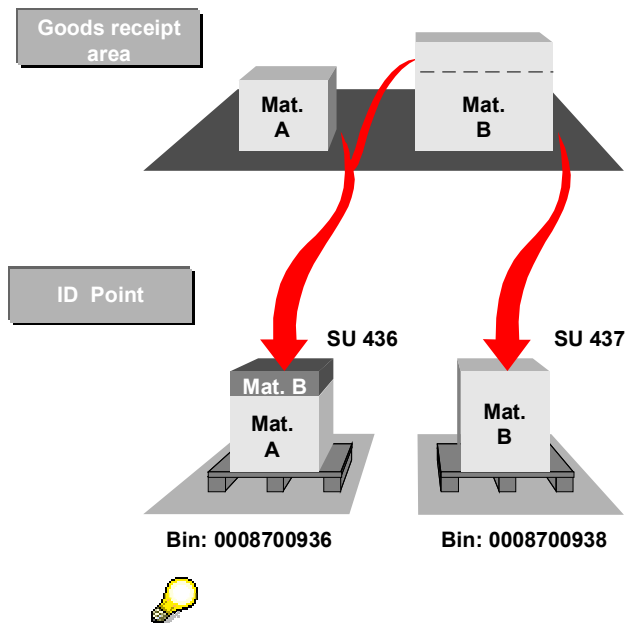 Goods receipt
area
Mat.
A
Mat.
B
ID Point
SU 436
SU 437
Mat. B
Mat.
A
Mat.
B
Bin: 0008700936
Bin: 0008700938